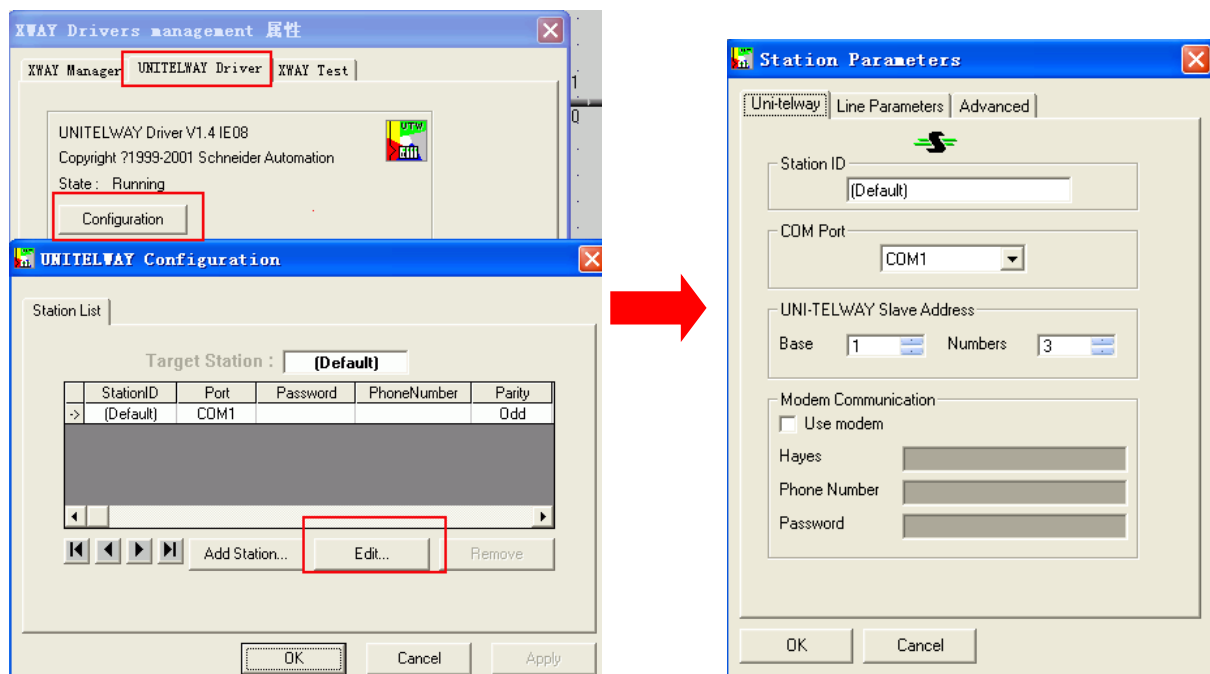 XWAY Drivers management 属性
XWAY Manager UNITELWAY Driver XWAY Test
UNITELWAY Driver V1.4 IE08
UTW
Copyright ?1999-2001 Schneider Automation
State : Running
Configuration
1
0
UNITELWAY Configuration
Station List
Target Station : (Default)
StationID Port Password PhoneNumber Parity
-> (Default) COM1 Odd
Add Station... Edit... Remove
OK Cancel Apply
Station Parameters
Uni-telway Line Parameters Advanced
S
Station ID
(Default)
COM Port
COM1
UNI-TELWAY Slave Address
Base 1 Numbers 3
Modem Communication
Use modem
Hayes
Phone Number
Password
OK Cancel